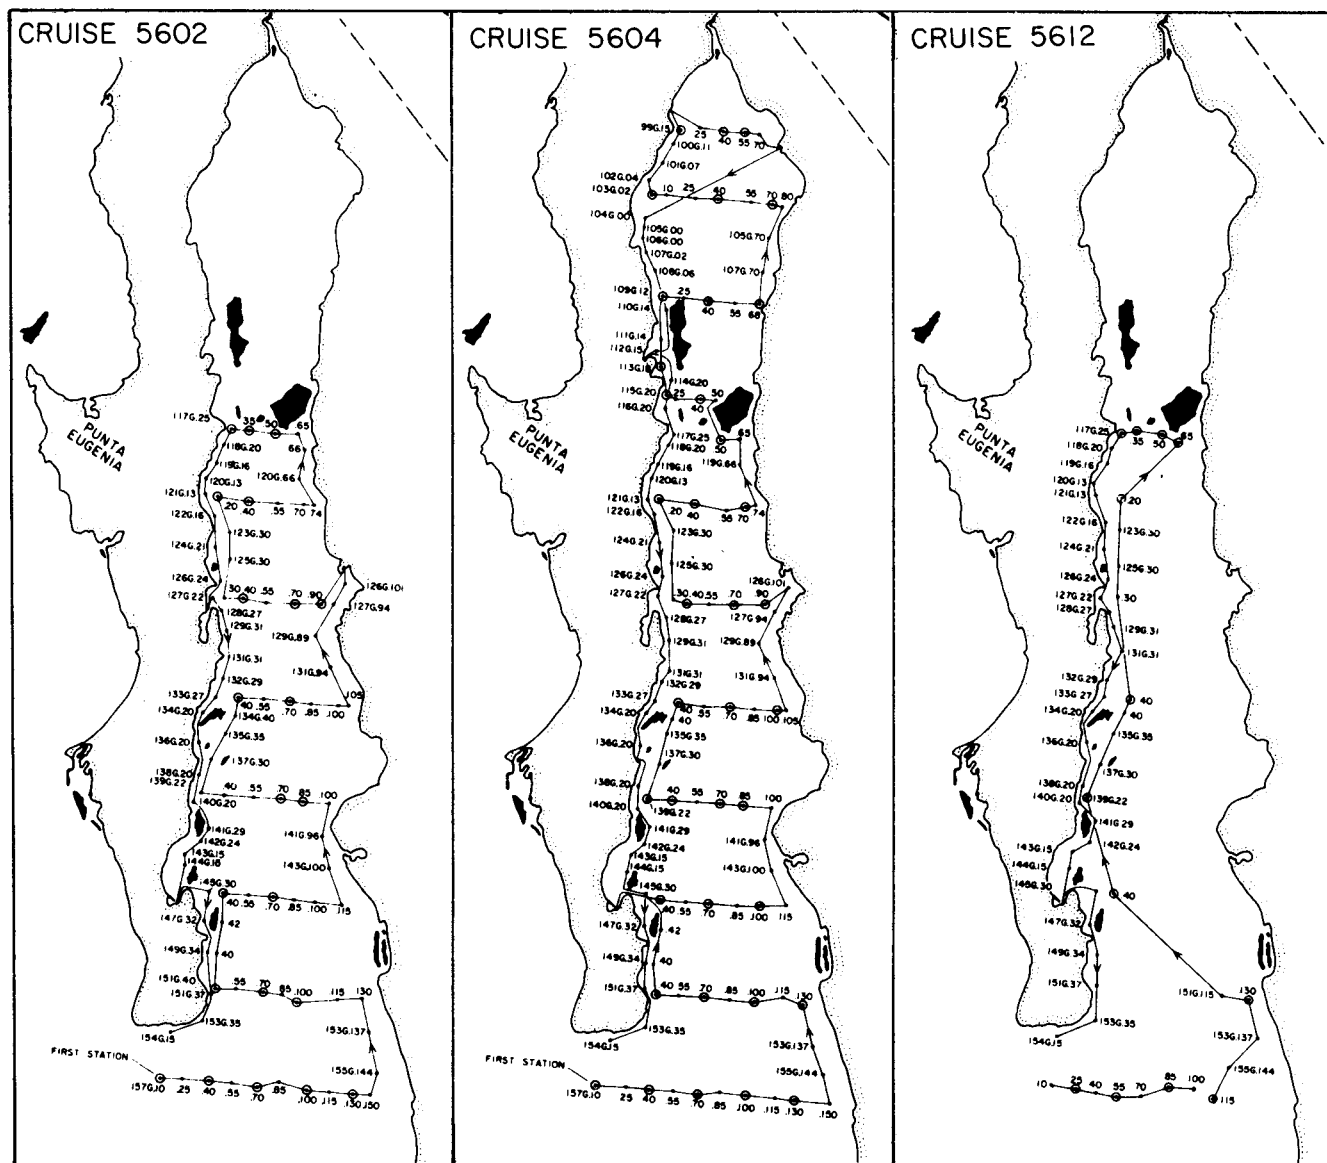 CRUISE 5602
117G.25
35
50
.65
118G.20
66
119G.16
120G.13
120G.66
121G.13
.20
40
.55
.70
74
122G.16
123G.30
124G.21
125G.30
126G.24
126G.101
127G.22
.30
.40
.55
.70
.90
127G.94
128G.27
129G.31
129G.89
131G.31
131G.94
132G.29
133G.27
40
.55
.70
.85
.100
105
134G.20
134G.40
135G.35
136G.20
137G.30
138G.20
139G.22
40
55
70
85
100
140G.20
141G.29
141G.96
142G.24
143G.15
143G.100
144G.16
145G.30
40
.55
.70
.85
.100
.115
147G.32
.42
149G.34
40
151G.40
.55
70
85
.100
.115
.130
151G.37
153G.35
153G.137
154G.15
155G.144
FIRST STATION
157G.10
.25
.40
.55
.70
.85
.100
.115
.130
.150
PUNTA
EUGENIA
CRUISE 5604
99G.15
25
40
55
70
100G.11
101G.07
102G.04
103G.02
.10
25
40
55
70
80
104G.00
105G.00
105G.70
106G.00
107G.02
107G.70
108G.06
109G.12
25
40
.55
68
110G.14
111G.14
112G.15
113G.18
114G.20
115G.20
25
40
50
116G.20
117G.25
50
65
118G.20
119G.16
119G.66
120G.13
121G.13
20
40
.55
70
74
122G.16
123G.30
124G.21
125G.30
126G.24
126G.101
127G.22
.30
.40
.55
.70
.90
127G.94
128G.27
129G.31
129G.89
131G.31
131G.94
132G.29
133G.27
40
.55
.70
.85
100
105
134G.20
40
135G.35
136G.20
137G.30
138G.20
40
55
70
85
100
139G.22
140G.20
141G.29
141G.96
142G.24
143G.15
143G.100
144G.15
145G.30
40
.55
70
.85
.100
115
147G.32
.42
149G.34
40
151G.37
40
55
70
85
.100
115
.130
153G.35
153G.137
154G.15
155G.144
FIRST STATION
157G.10
25
40
55
70
.85
.100
.115
.130
.150
CRUISE 5612
117G.25
35
50
65
118G.20
119G.16
120G.13
121G.13
.20
122G.16
124G.21
125G.30
126G.24
127G.22
.30
128G.27
129G.31
131G.31
132G.29
133G.27
40
134G.20
40
135G.35
136G.20
137G.30
138G.20
139G.22
140G.20
141G.29
142G.24
143G.15
144G.15
145G.30
40
147G.32
149G.34
151G.37
151G.115
130
153G.35
153G.137
154G.15
155G.144
10
25
40
55
70
85
100
115
PUNTA
EUGENIA